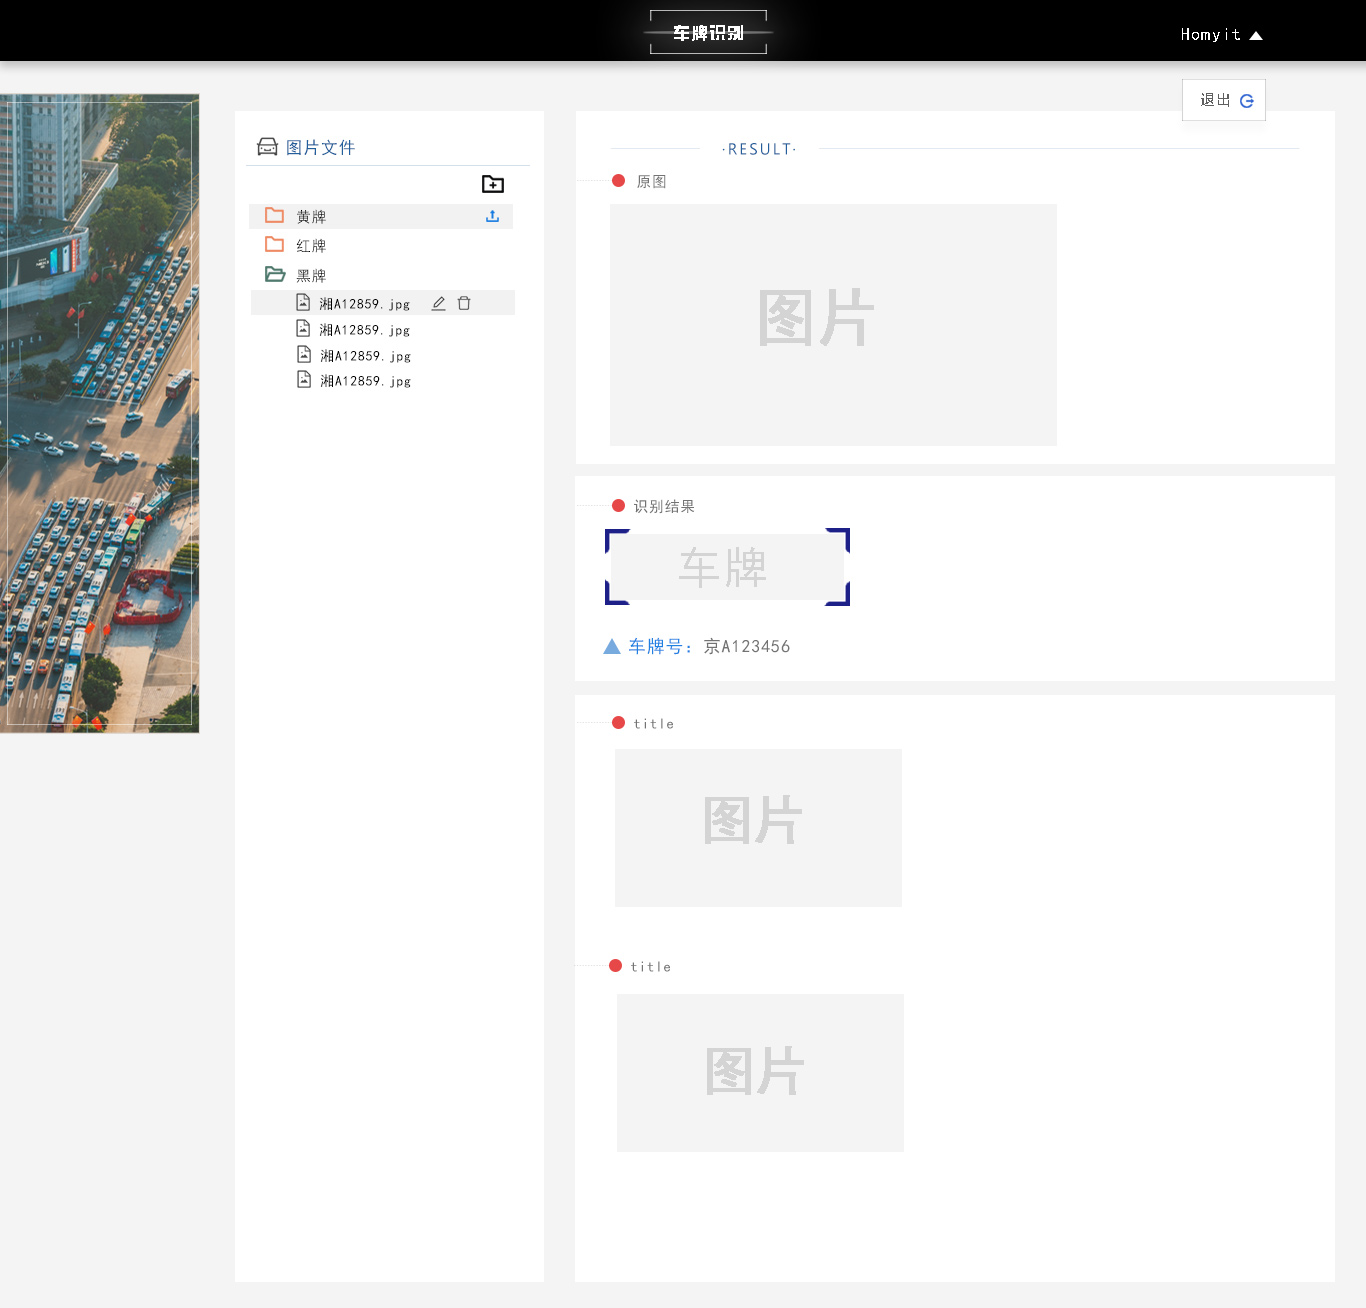 车牌识别
Homyit
退出
图片文件
黄牌
红牌
黑牌
湘A12859.jpg
湘A12859.jpg
湘A12859.jpg
湘A12859.jpg
·RESULT·
原图
图片
识别结果
车牌
车牌号：京A123456
title
图片
title
图片